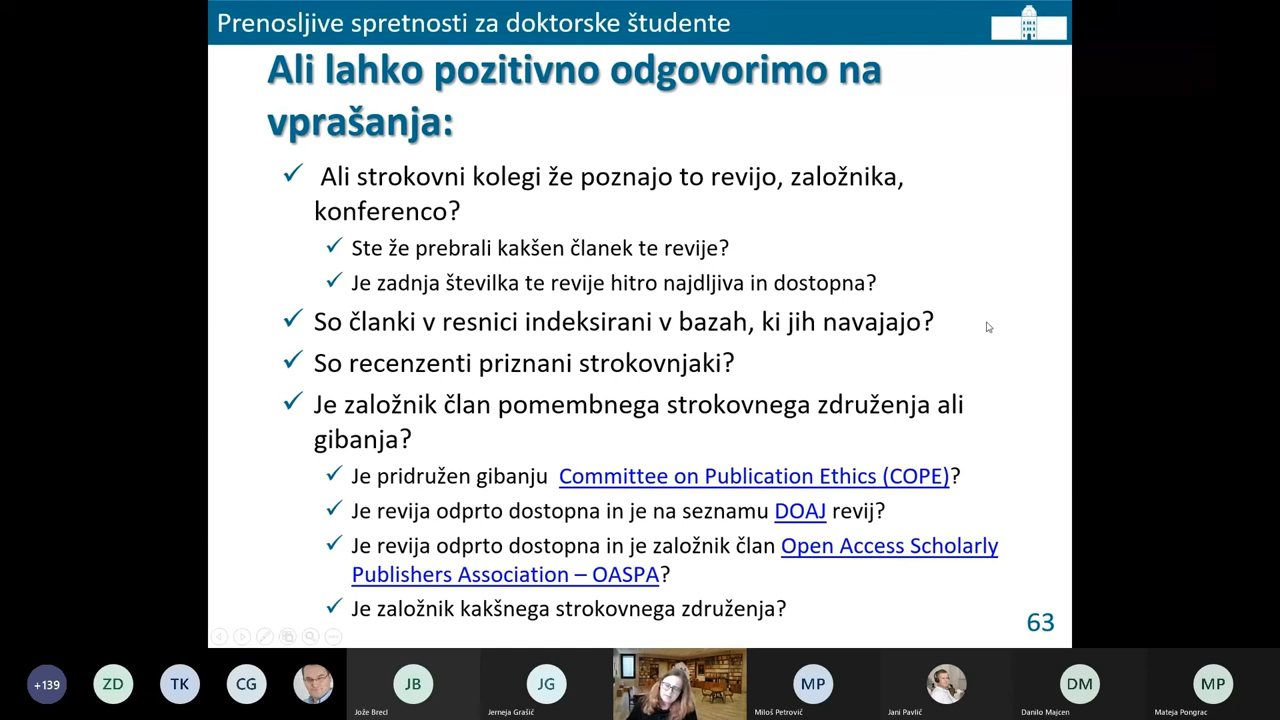 Prenosljive spretnosti za doktorske študente
Ali lahko pozitivno odgovorimo na
vprašanja:
Ali strokovni kolegi že poznajo to revijo, založnika,
konferenco?
Ste že prebrali kakšen članek te revije?
Je zadnja številka te revije hitro najdljiva in dostopna?
So članki v resnici indeksirani v bazah, ki jih navajajo?
So recenzenti priznani strokovnjaki?
Je založnik član pomembnega strokovnega združenja ali
gibanja?
Je pridružen gibanju Committee on Publication Ethics (COPE)?
Je revija odprto dostopna in je na seznamu DOAJ revij?
Je revija odprto dostopna in je založnik član Open Access Scholarly
Publishers Association – OASPA?
Je založnik kakšnega strokovnega združenja?
63
+139
ZD
TK
CG
JB
JG
MP
DM
MP
Jože Brecl
Jerneja Grašič
Miloš Petrovič
Jani Pavlič
Danilo Majcen
Mateja Pongrac